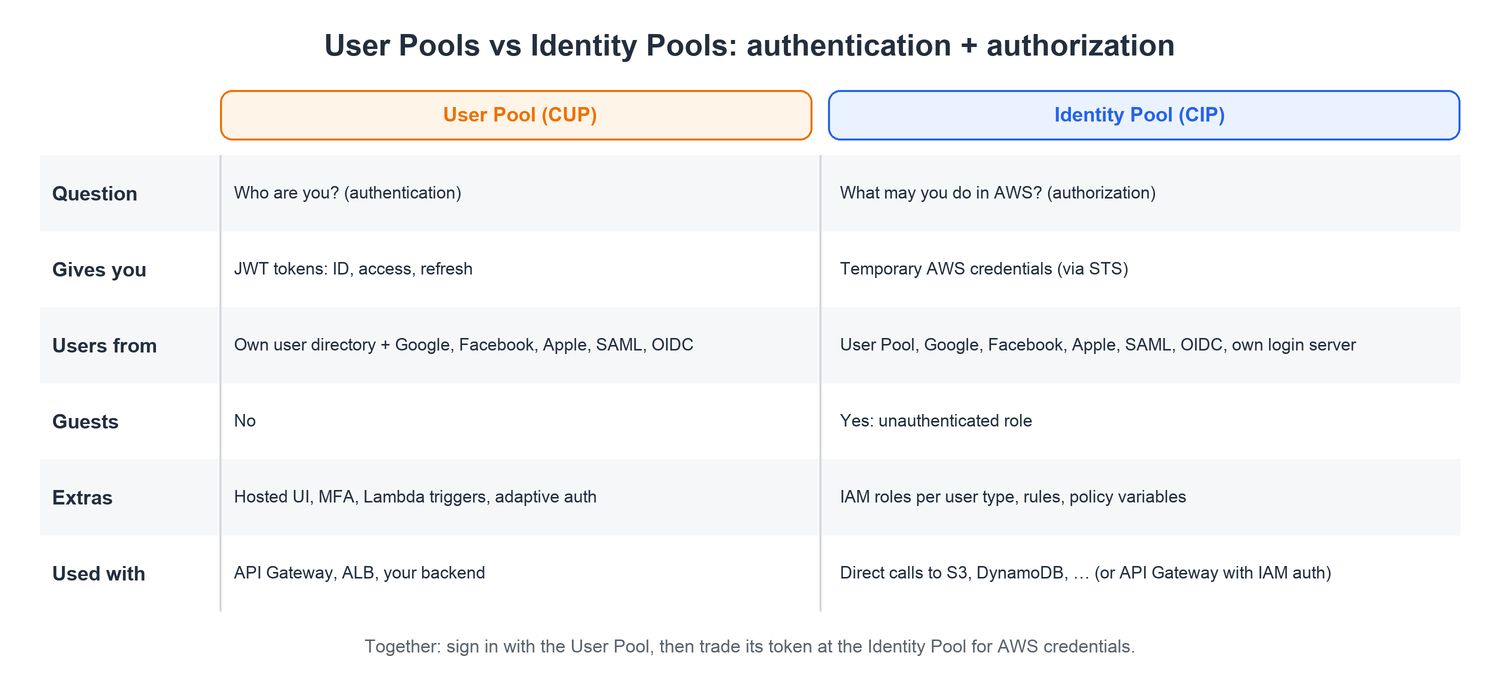 User Pools vs Identity Pools: authentication + authorization
User Pool (CUP)
Identity Pool (CIP)
Question
Who are you? (authentication)
What may you do in AWS? (authorization)
Gives you
JWT tokens: ID, access, refresh
Temporary AWS credentials (via STS)
Users from
Own user directory + Google, Facebook, Apple, SAML, OIDC
User Pool, Google, Facebook, Apple, SAML, OIDC, own login server
Guests
No
Yes: unauthenticated role
Extras
Hosted UI, MFA, Lambda triggers, adaptive auth
IAM roles per user type, rules, policy variables
Used with
API Gateway, ALB, your backend
Direct calls to S3, DynamoDB, … (or API Gateway with IAM auth)
Together: sign in with the User Pool, then trade its token at the Identity Pool for AWS credentials.